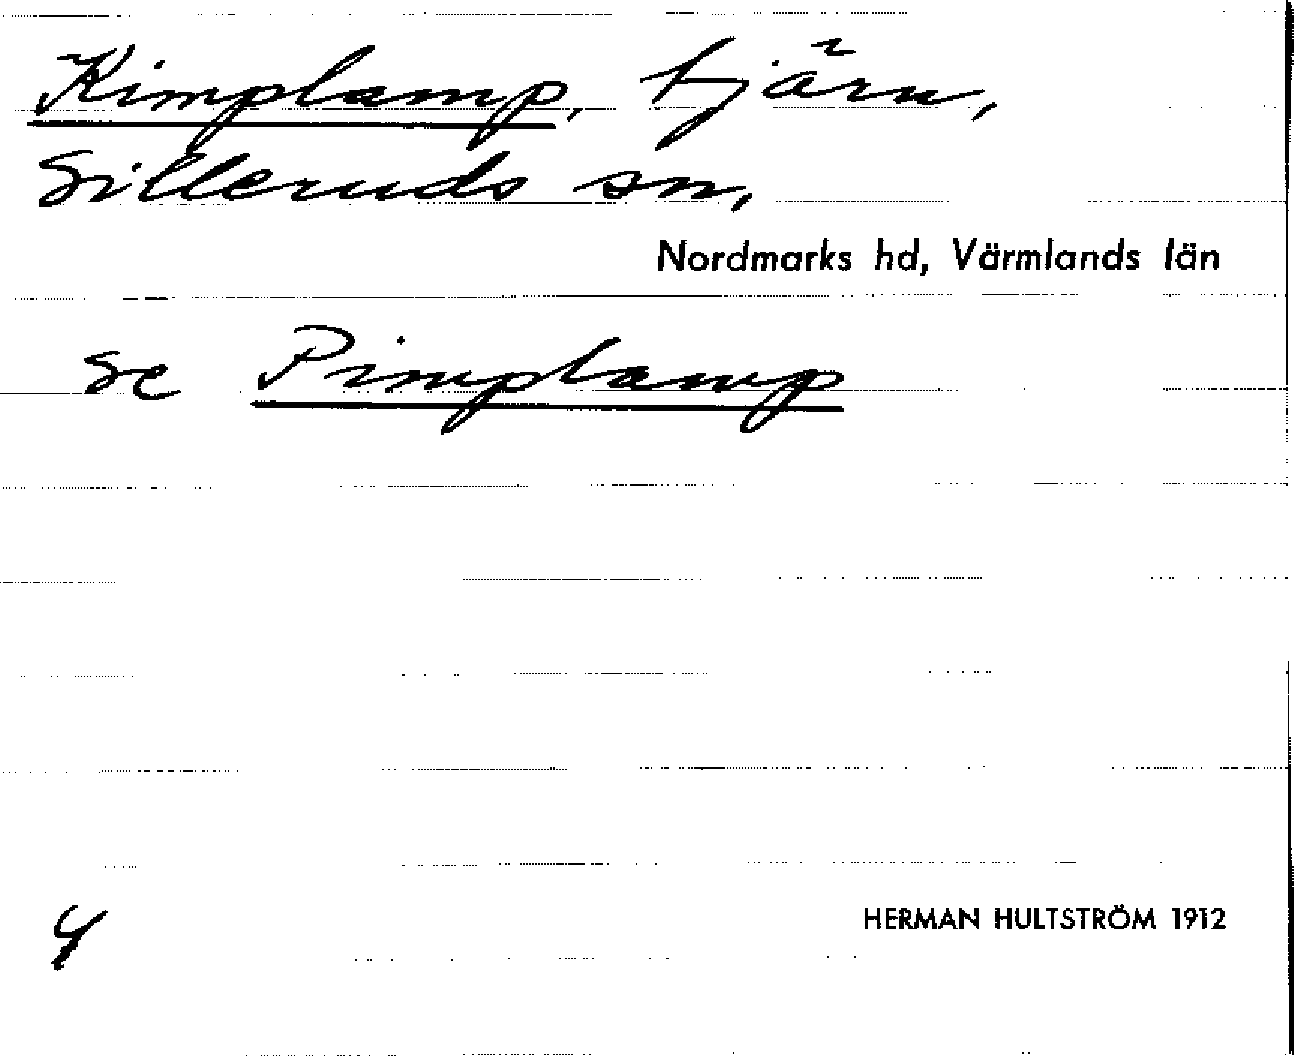 Kimplamp, tjärn,
Silleruds sn,
Nordmarks hd, Värmlands län
se Pimplamp
4 HERMAN HULTSTRÖM 1912